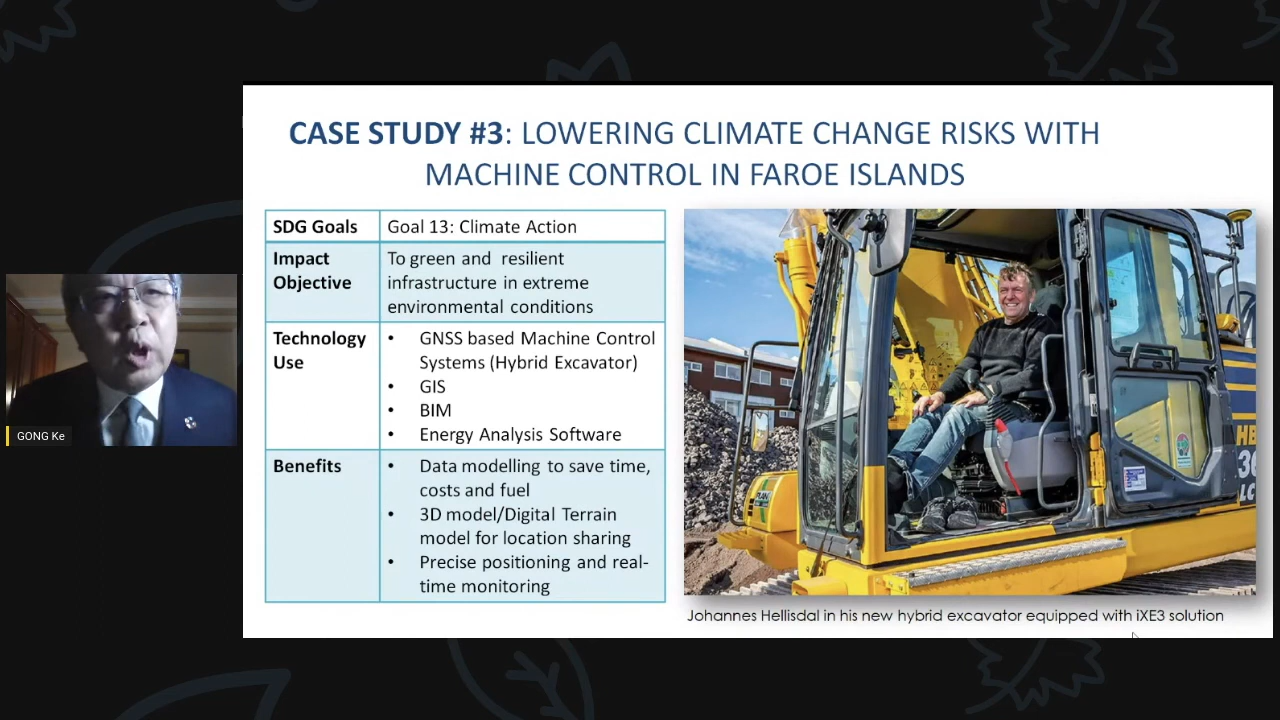 CASE STUDY #3: LOWERING CLIMATE CHANGE RISKS WITH
MACHINE CONTROL IN FAROE ISLANDS
SDG Goals
Goal 13: Climate Action
Impact
Objective
To green and resilient
infrastructure in extreme
environmental conditions
Technology
Use
• GNSS based Machine Control
Systems (Hybrid Excavator)
• GIS
• BIM
• Energy Analysis Software
Benefits
• Data modelling to save time,
costs and fuel
• 3D model/Digital Terrain
model for location sharing
• Precise positioning and real-
time monitoring
HB
LC
Johannes Hellisdal in his new hybrid excavator equipped with iXE3 solution
GONG Ke